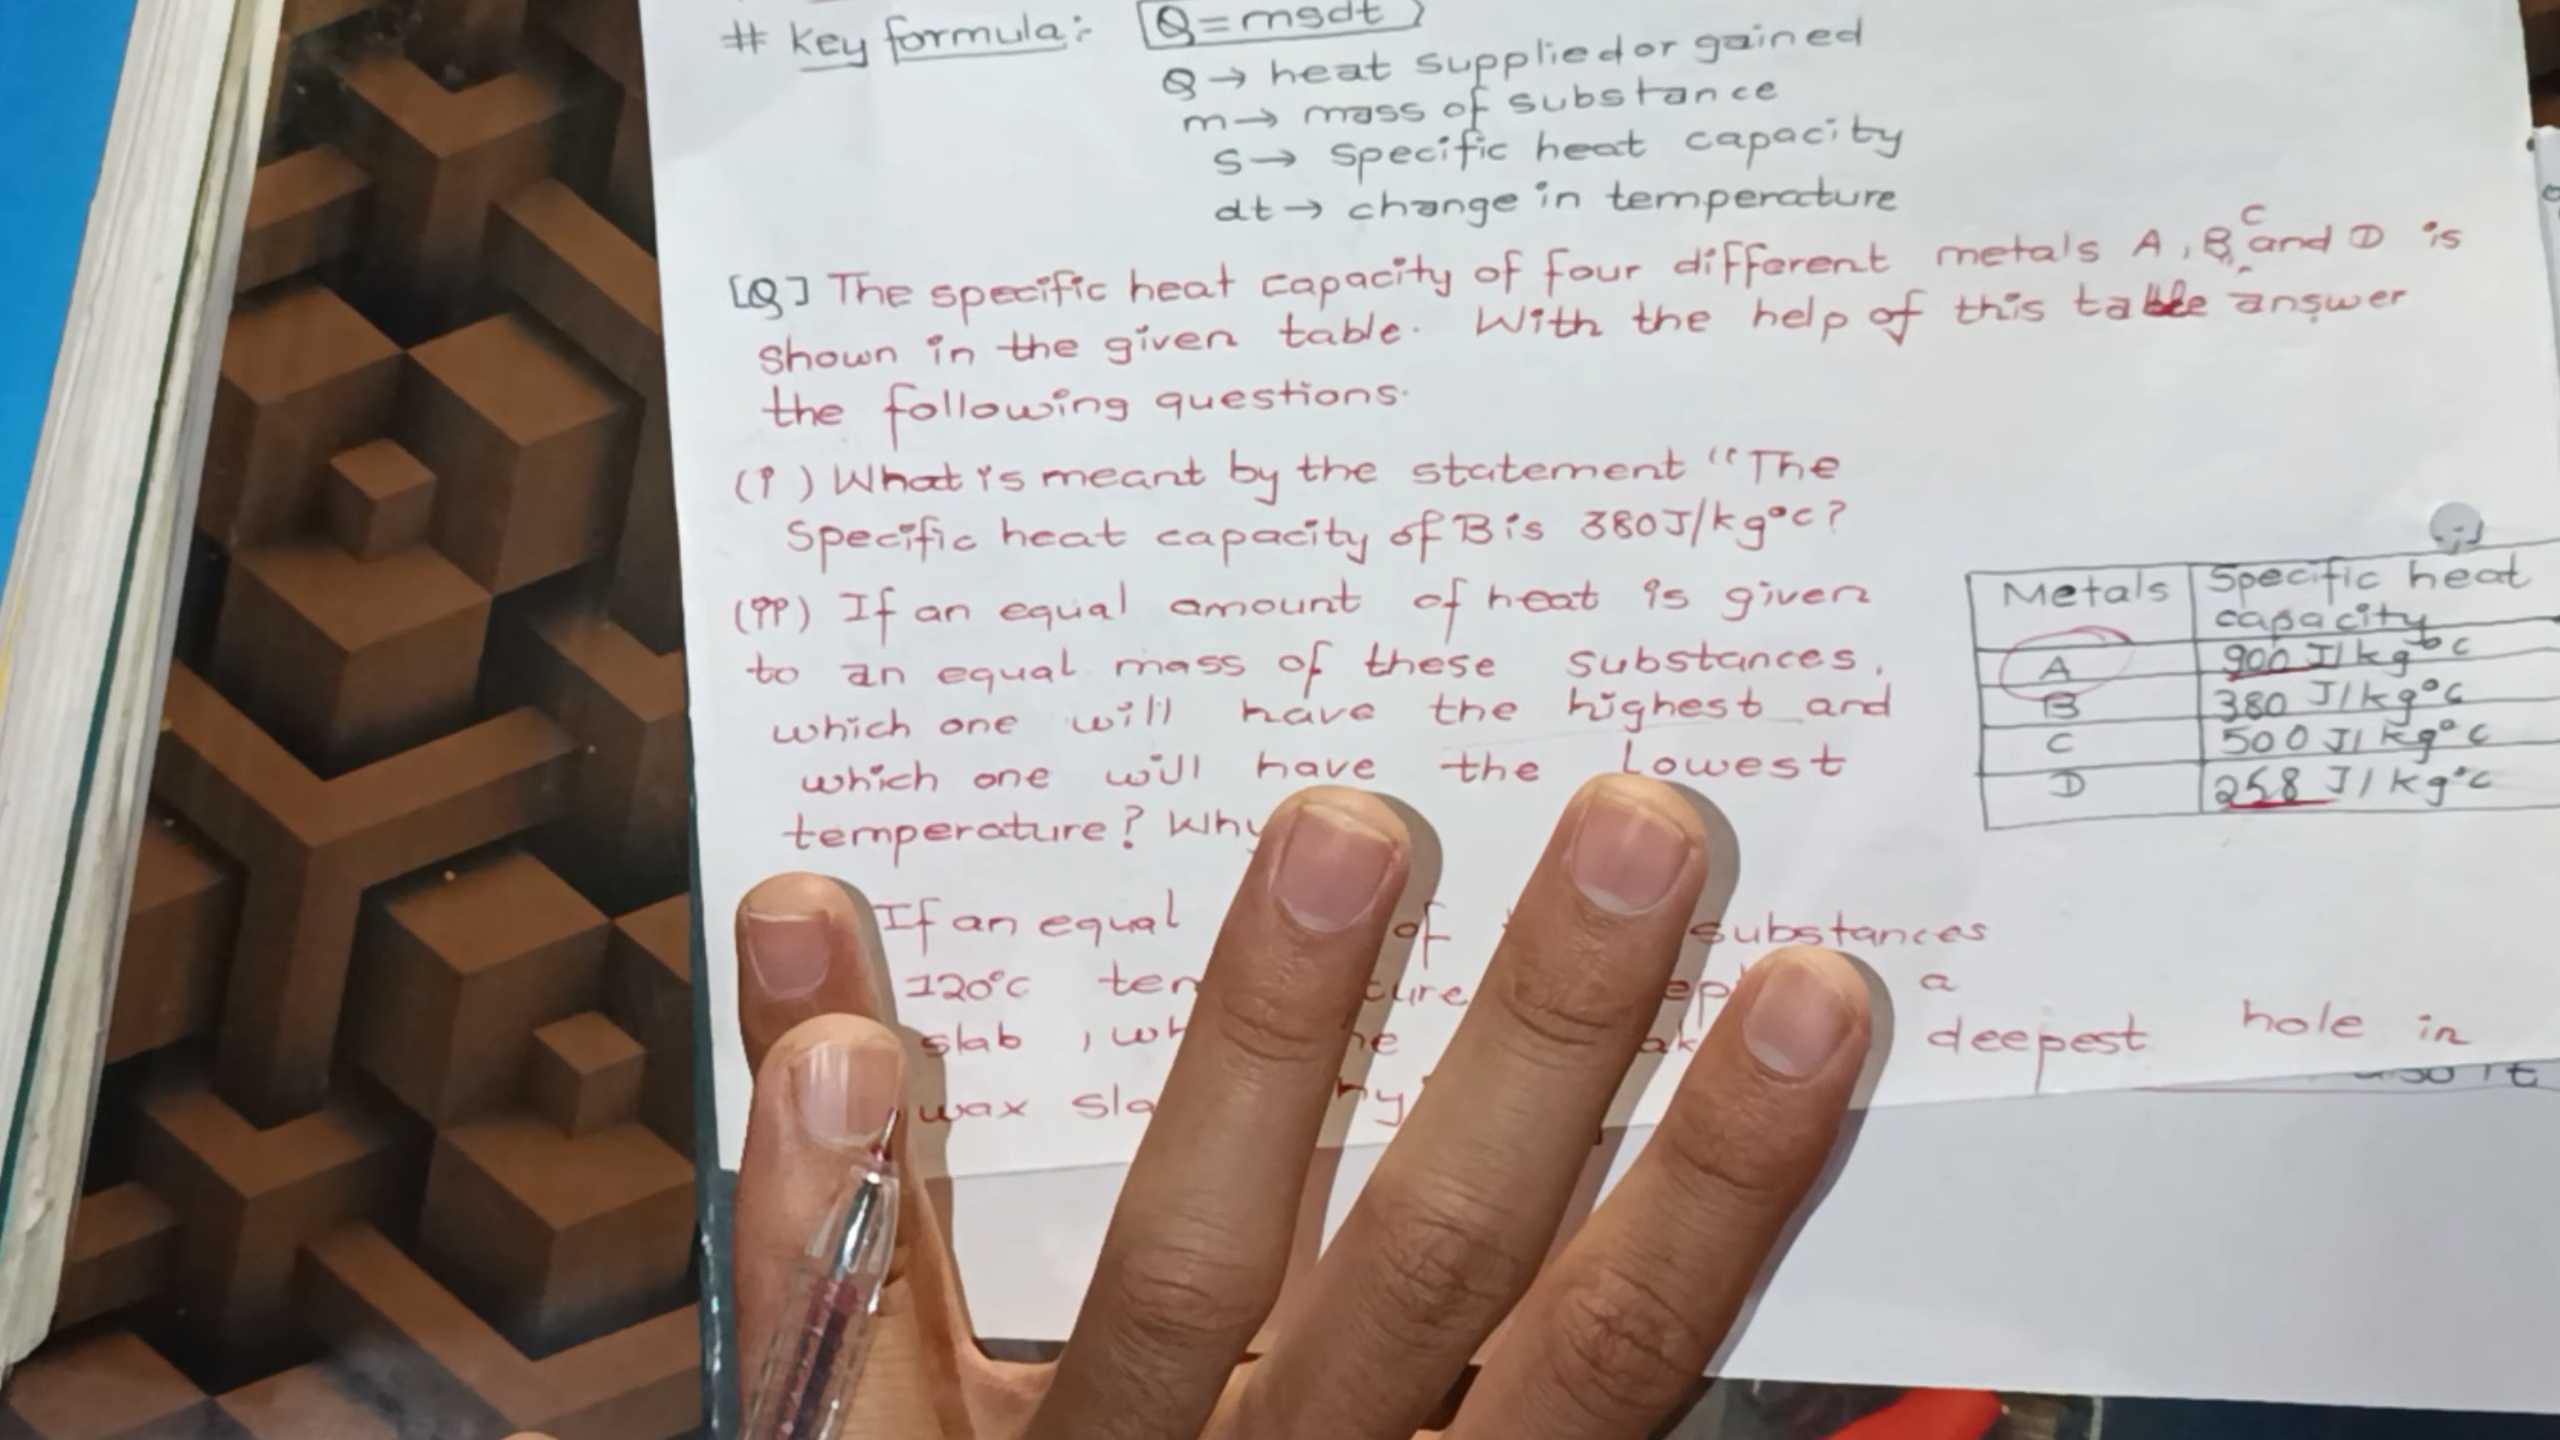 # Key formula:- Q=msdt
Q → heat supplied or gained
m → mass of substance
s → specific heat capacity
dt → change in temperature
[Q] The specific heat capacity of four different metals A, B, C and D is
shown in the given table. With the help of this table answer
the following questions.
(i) What is meant by the statement "The
Specific heat capacity of B is 380J/kg°c?
(ii) If an equal amount of heat is given
to an equal mass of these substances,
which one will have the highest and
which one will have the lowest
temperature? Why
If an equal of substances
120°c a
slab, deepest hole in
wax
Metals Specific heat capacity
A 900 J/kg°c
B 380 J/kg°c
C 500 J/kg°c
D 258 J/kg°c